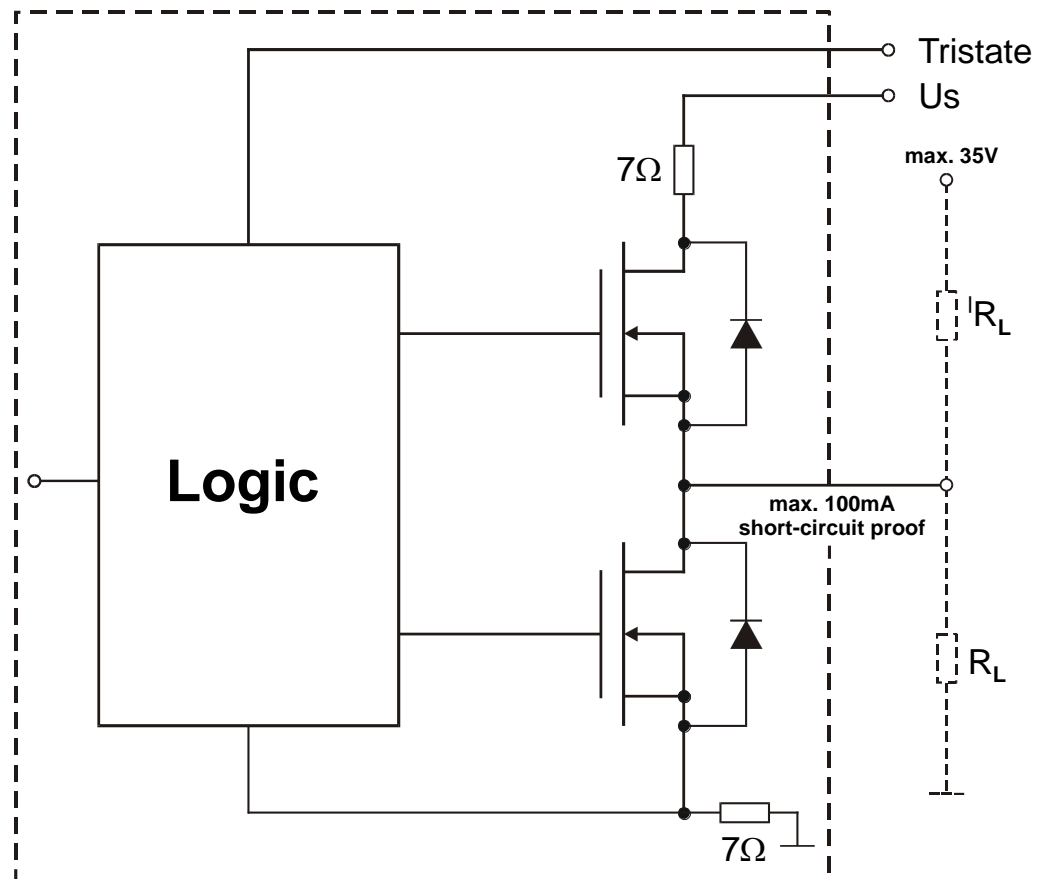 Tristate
Us
max. 35V
7Ω
ᴵRL
Logic
max. 100mA
short-circuit proof
RL
7Ω